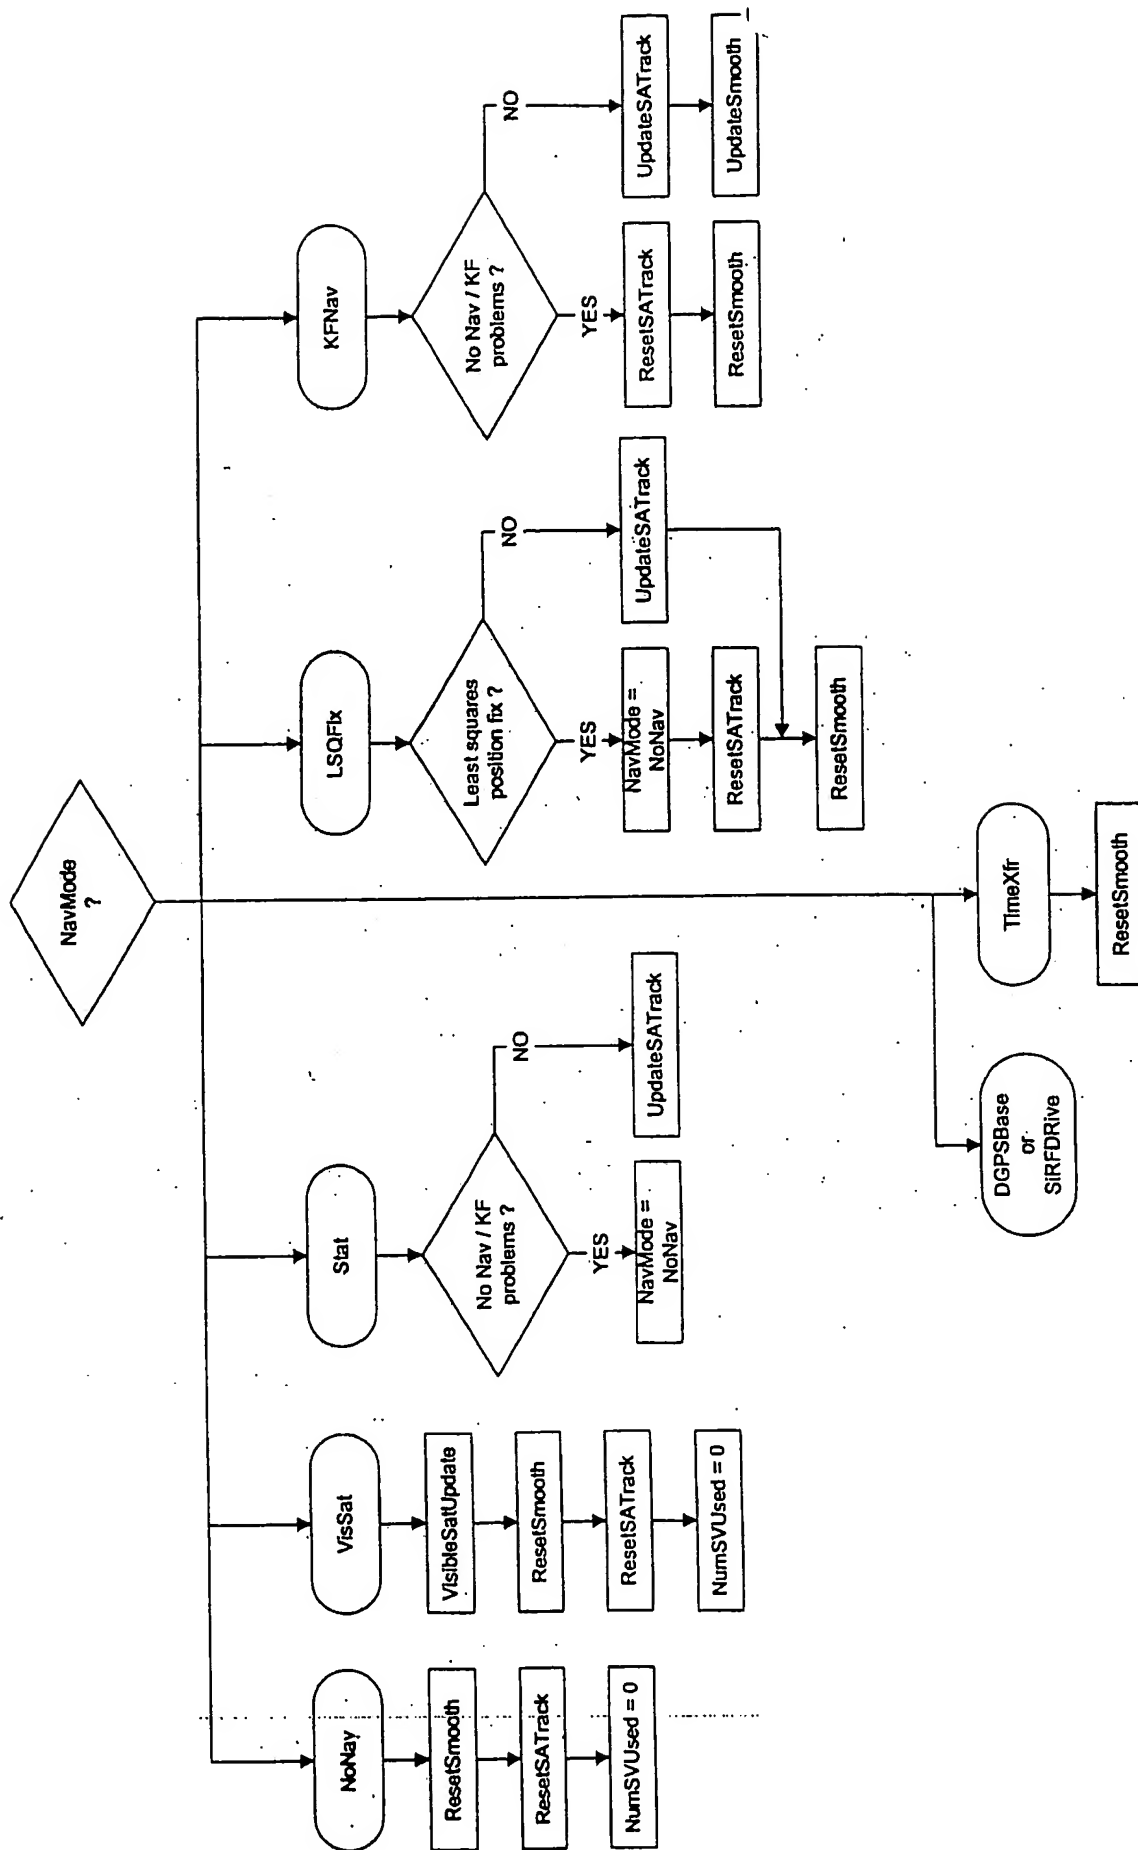 NavMode
?
NoNav
ResetSmooth
ResetSATrack
NumSVUsed = 0
VisSat
VisibleSatUpdate
ResetSmooth
ResetSATrack
NumSVUsed = 0
Stat
No Nav / KF
problems ?
YES
NO
NavMode =
NoNav
UpdateSATrack
LSQFix
Least squares
position fix ?
YES
NO
NavMode =
NoNav
UpdateSATrack
ResetSATrack
ResetSmooth
KFNav
No Nav / KF
problems ?
YES
NO
ResetSATrack
UpdateSATrack
ResetSmooth
UpdateSmooth
DGPSBase
or
SiRFDRive
TimeXfr
ResetSmooth